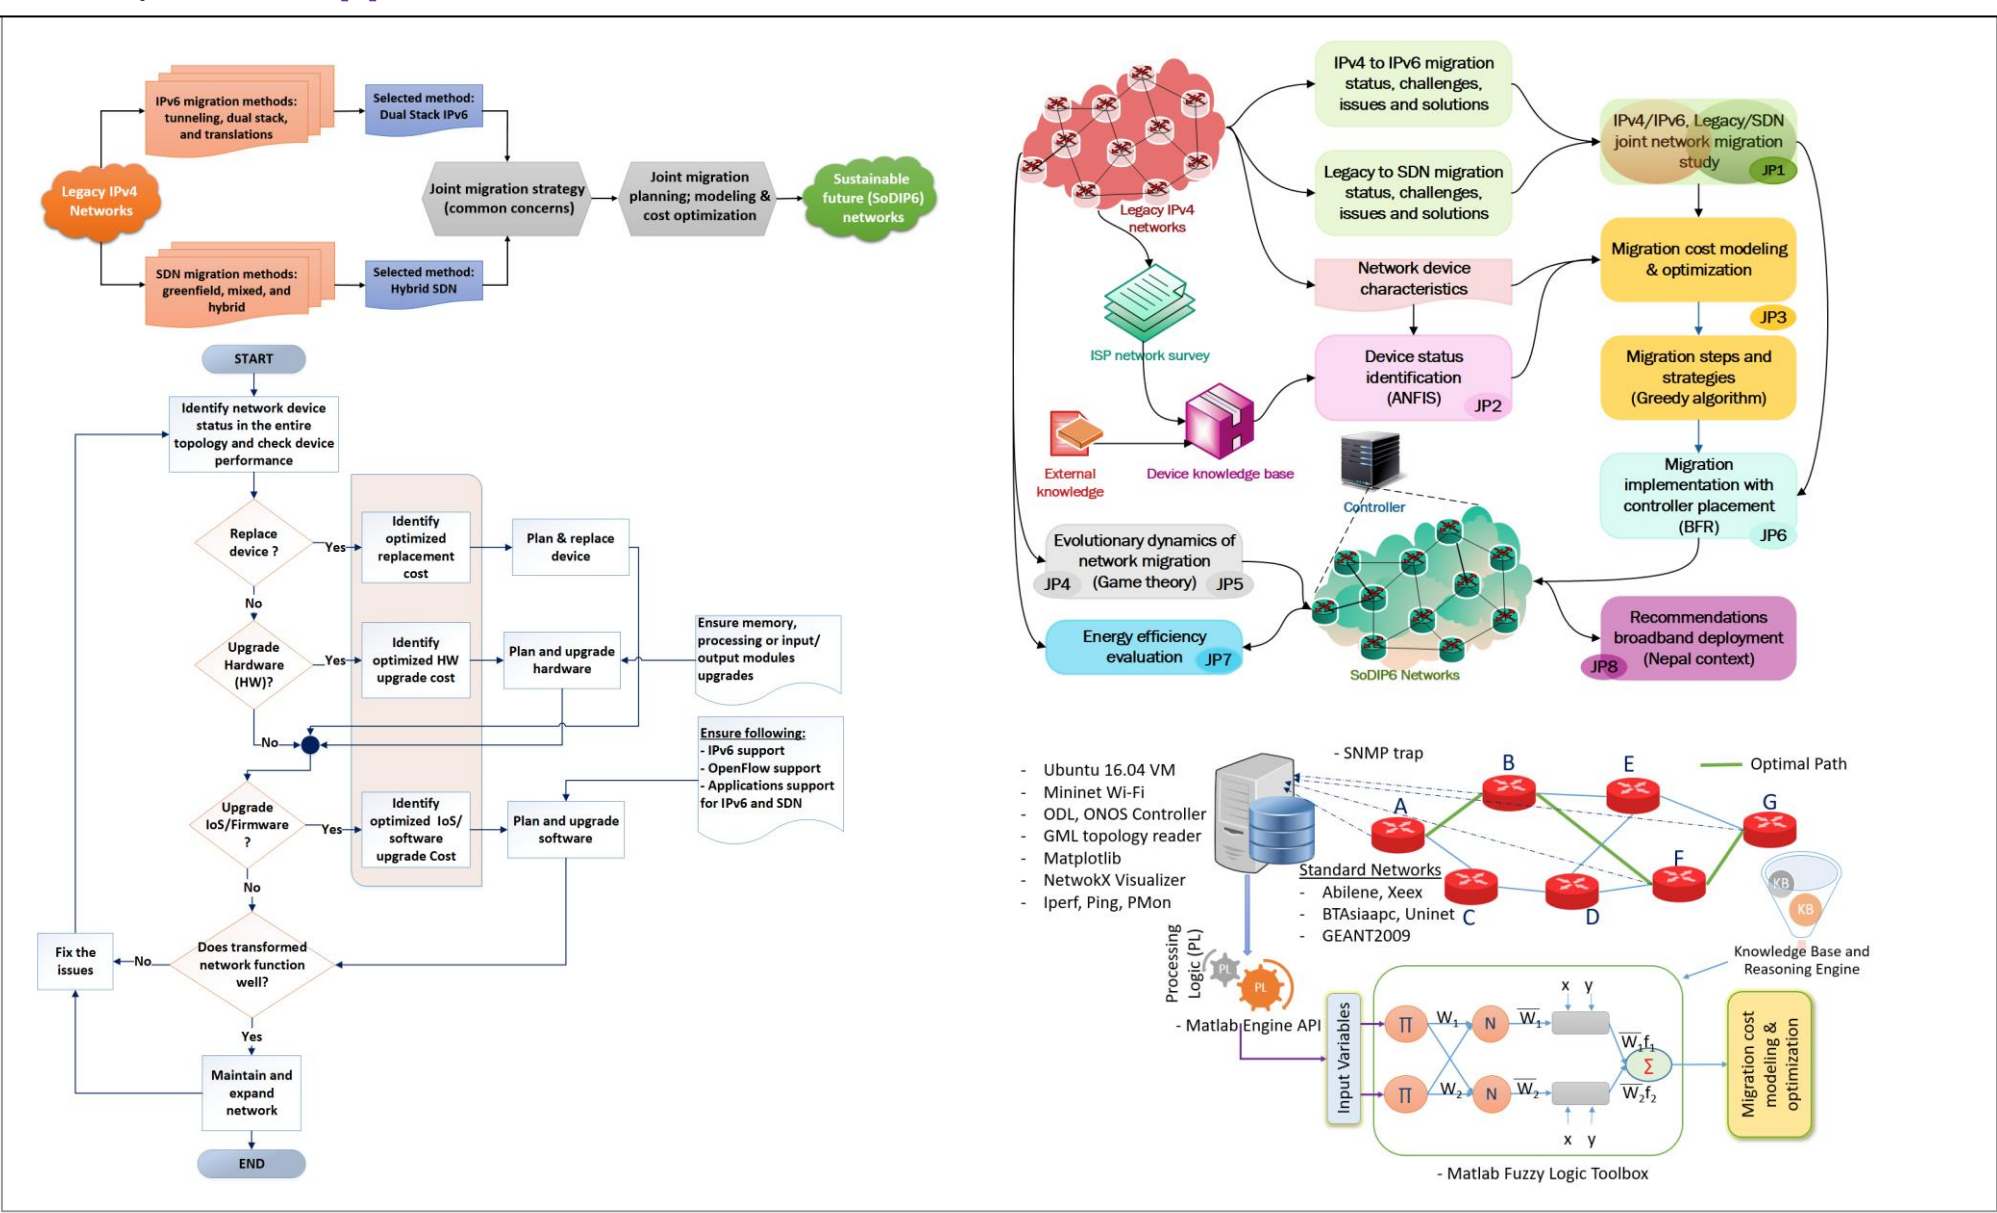 IPv6 migration methods:
tunneling, dual stack,
and translations
Selected method:
Dual Stack IPv6
Legacy IPv4
Networks
Joint migration strategy
(common concerns)
Joint migration
planning; modeling &
cost optimization
Sustainable
future (SoDIP6)
networks
SDN migration methods:
greenfield, mixed, and
hybrid
Selected method:
Hybrid SDN
START
Identify network device
status in the entire
topology and check device
performance
Replace
device ?
Yes
Identify
optimized
replacement
cost
Plan & replace
device
No
Upgrade
Hardware
(HW)?
Yes
Identify
optimized HW
upgrade cost
Plan and upgrade
hardware
Ensure memory,
processing or input/
output modules
upgrades
No
Ensure following:
- IPv6 support
- OpenFlow support
- Applications support
for IPv6 and SDN
Upgrade
IoS/Firmware
?
Yes
Identify
optimized IoS/
software
upgrade Cost
Plan and upgrade
software
No
Does transformed
network function
well?
No
Fix the
issues
Yes
Maintain and
expand
network
END
Legacy IPv4
networks
IPv4 to IPv6 migration
status, challenges,
issues and solutions
Legacy to SDN migration
status, challenges,
issues and solutions
IPv4/IPv6, Legacy/SDN
joint network migration
study
JP1
Network device
characteristics
Migration cost modeling
& optimization
JP3
ISP network survey
Device status
identification
(ANFIS)
JP2
Migration steps and
strategies
(Greedy algorithm)
External
knowledge
Device knowledge base
Controller
Migration
implementation with
controller placement
(BFR)
JP6
Evolutionary dynamics of
network migration
(Game theory)
JP4
JP5
Energy efficiency
evaluation
JP7
SoDIP6 Networks
Recommendations
broadband deployment
(Nepal context)
JP8
- Ubuntu 16.04 VM
- Mininet Wi-Fi
- ODL, ONOS Controller
- GML topology reader
- Matplotlib
- NetwokX Visualizer
- Iperf, Ping, PMon
- SNMP trap
Optimal Path
A
B
E
G
C
D
F
Standard Networks
- Abilene, Xeex
- BTAsiaapc, Uninet
- GEANT2009
KB
KB
Knowledge Base and
Reasoning Engine
Processing
Logic (PL)
PL
PL
- Matlab Engine API
Input Variables
x y
Π W₁ N W̅₁
W̅₁f₁
Σ
Π W₂ N W̅₂
W̅₂f₂
x y
Migration cost
modeling &
optimization
- Matlab Fuzzy Logic Toolbox